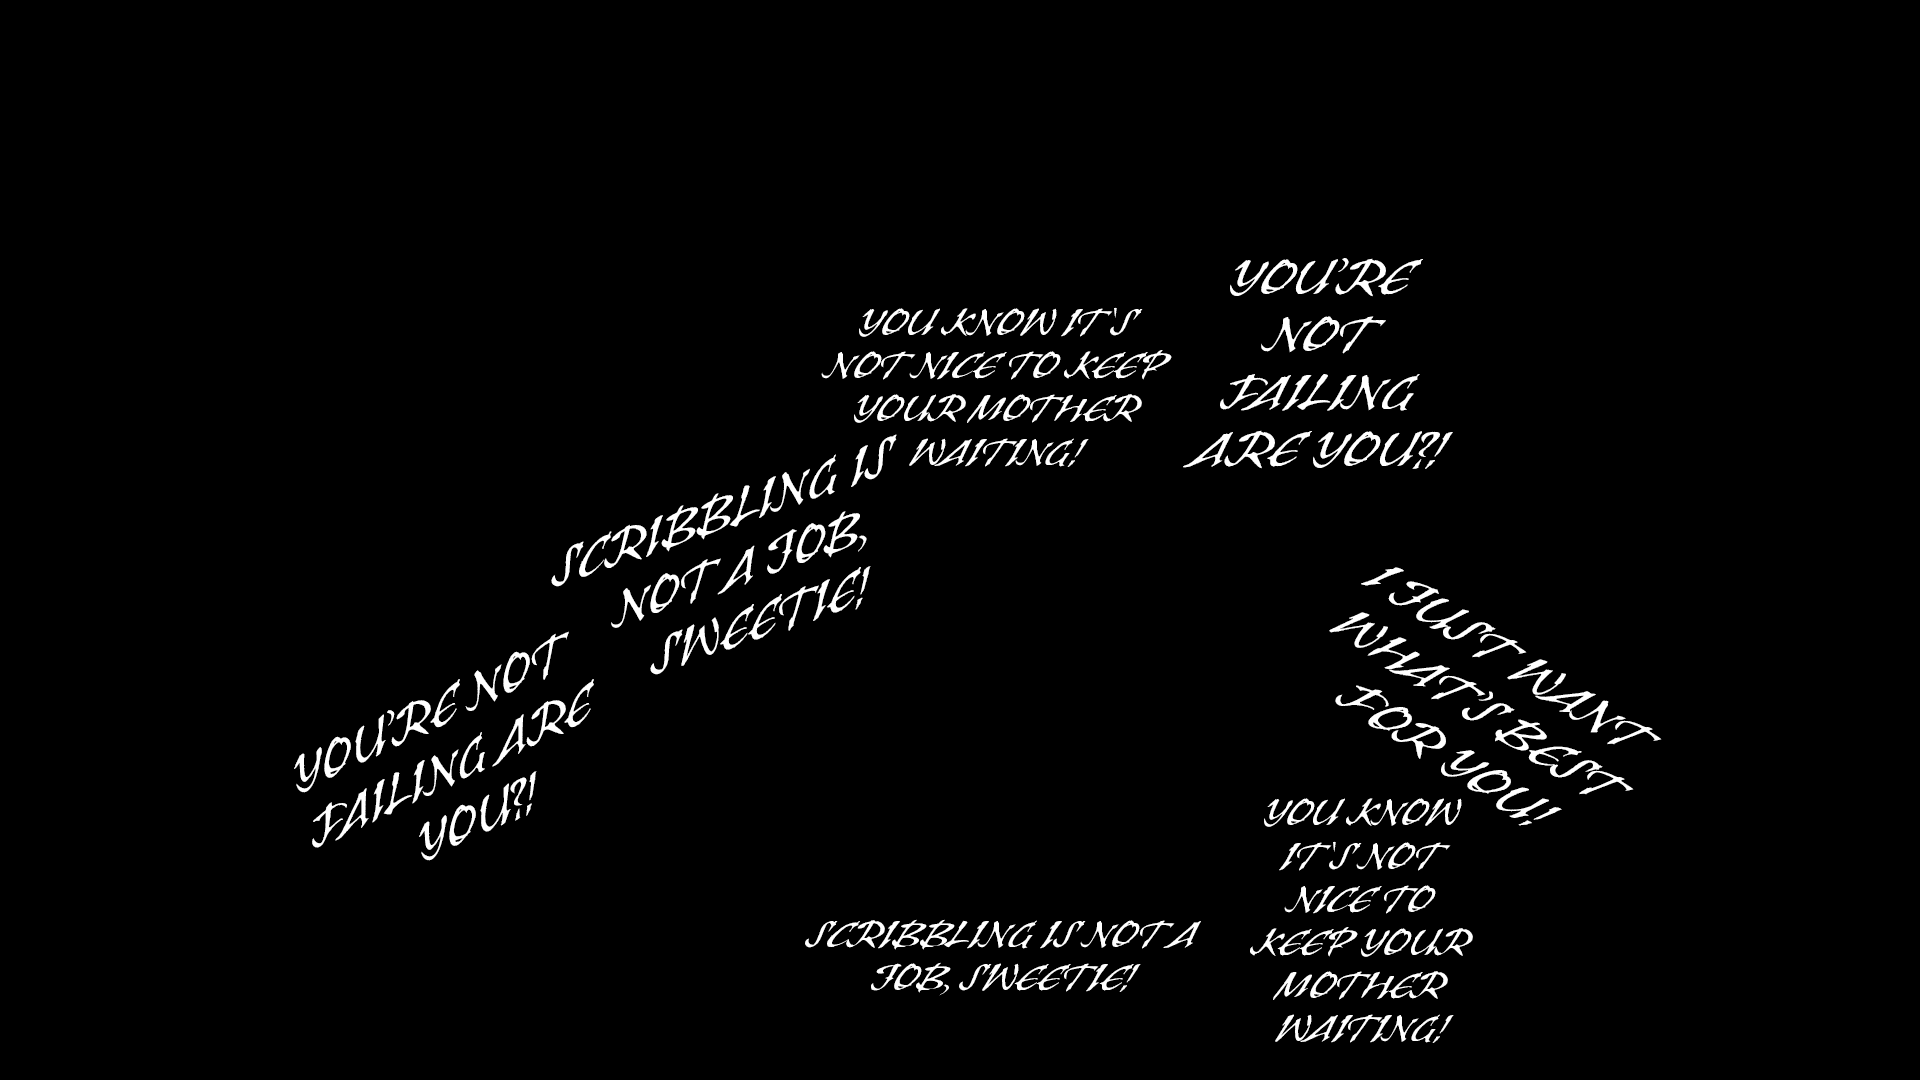 YOU'RE
NOT
FAILING
ARE YOU?!
YOU KNOW IT'S
NOT NICE TO KEEP
YOUR MOTHER
WAITING!
SCRIBBLING IS
NOT A JOB,
SWEETIE!
YOU'RE NOT
FAILING ARE
YOU?!
I JUST WANT
WHAT'S BEST
FOR YOU!
YOU KNOW
IT'S NOT
NICE TO
KEEP YOUR
MOTHER
WAITING!
SCRIBBLING IS NOT A
JOB, SWEETIE!